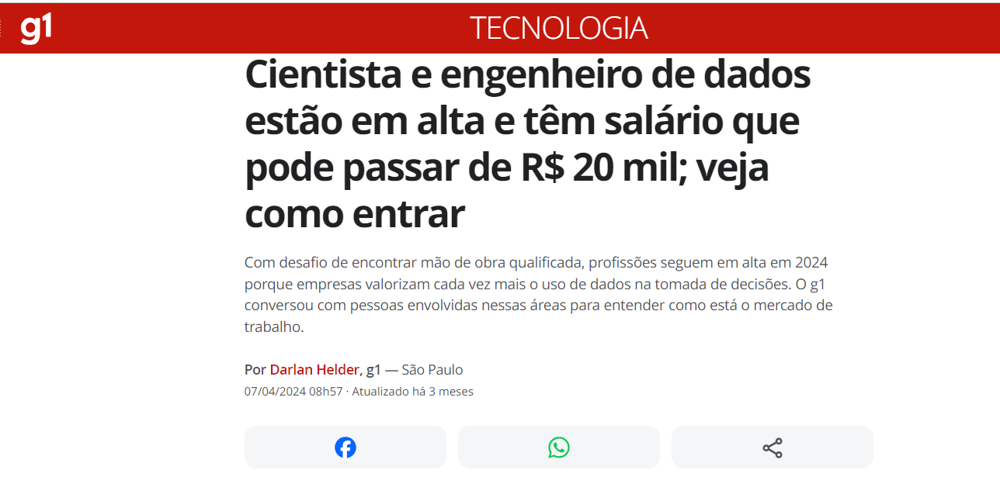 g1
TECNOLOGIA
Cientista e engenheiro de dados
estão em alta e têm salário que
pode passar de R$ 20 mil; veja
como entrar
Com desafio de encontrar mão de obra qualificada, profissões seguem em alta em 2024
porque empresas valorizam cada vez mais o uso de dados na tomada de decisões. O g1
conversou com pessoas envolvidas nessas áreas para entender como está o mercado de
trabalho.
Por Darlan Helder, g1 — São Paulo
07/04/2024 08h57 · Atualizado há 3 meses